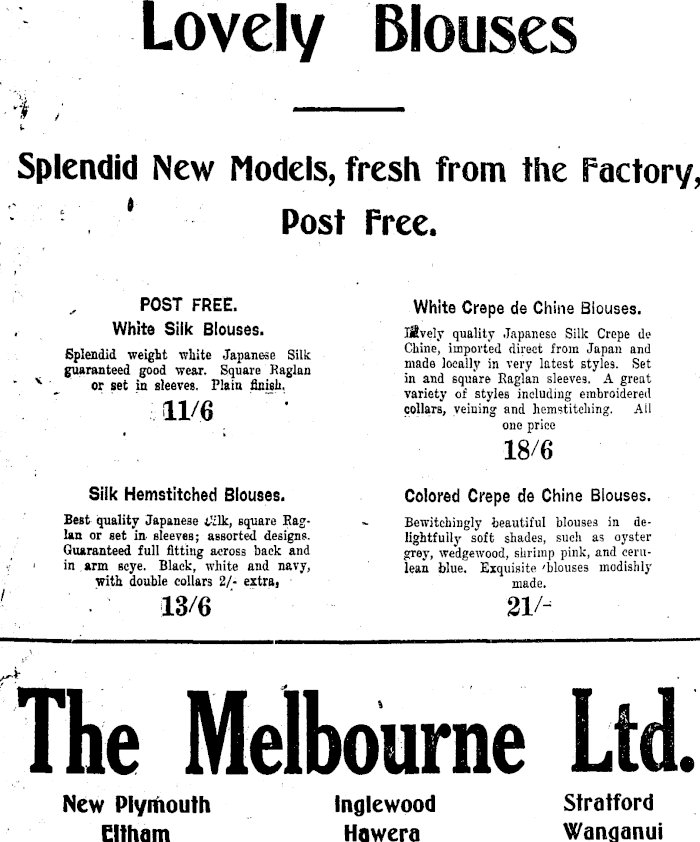 Lovely Blouses
Splendid New Models, fresh from the Factory,
Post Free.
POST FREE.
White Silk Blouses.
Splendid weight white Japanese Silk
guaranteed good wear. Square Raglan
or set in sleeves. Plain finish.
11/6
White Crepe de Chine Blouses.
Lovely quality Japanese Silk Crepe de
Chine, imported direct from Japan and
made locally in very latest styles. Set
in and square Raglan sleeves. A great
variety of styles including embroidered
collars, veining and hemstitching. All
one price
18/6
Silk Hemstitched Blouses.
Best quality Japanese Silk, square Rag-
lan or set in sleeves; assorted designs.
Guaranteed full fitting across back and
in arm scye. Black, white and navy,
with double collars 2/- extra,
13/6
Colored Crepe de Chine Blouses.
Bewitchingly beautiful blouses in de-
lightfully soft shades, such as oyster
grey, wedgewood, shrimp pink, and ceru-
lean blue. Exquisite blouses modishly
made.
21/-
The Melbourne Ltd.
New Plymouth Inglewood Stratford
Eltham Hawera Wanganui